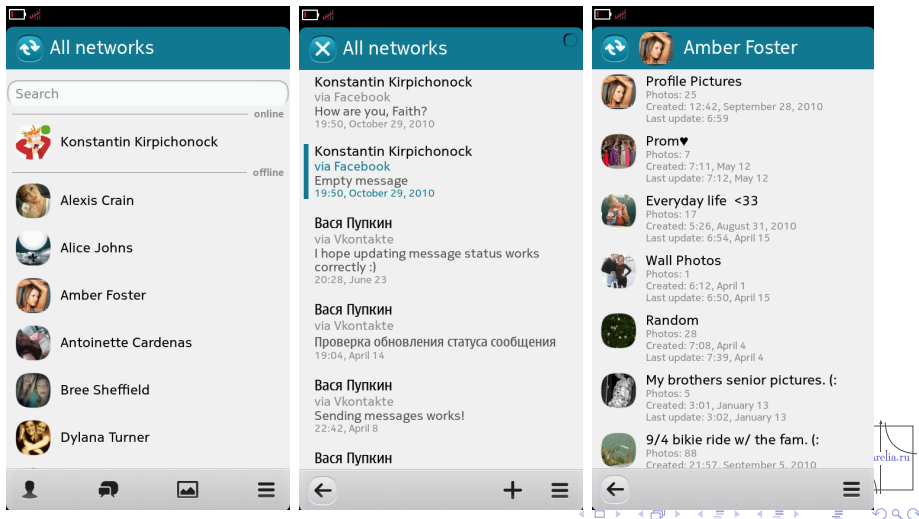 All networks
Search
online
Konstantin Kirpichonock
offline
Alexis Crain
Alice Johns
Amber Foster
Antoinette Cardenas
Bree Sheffield
Dylana Turner
All networks
Konstantin Kirpichonock
via Facebook
How are you, Faith?
19:50, October 29, 2010
Konstantin Kirpichonock
via Facebook
Empty message
19:50, October 29, 2010
Вася Пупкин
via Vkontakte
I hope updating message status works
correctly :)
20:28, June 23
Вася Пупкин
via Vkontakte
Проверка обновления статуса сообщения
19:04, April 14
Вася Пупкин
via Vkontakte
Sending messages works!
22:42, April 8
Вася Пупкин
Amber Foster
Profile Pictures
Photos: 25
Created: 12:42, September 28, 2010
Last update: 6:59
Prom♥
Photos: 7
Created: 7:11, May 12
Last update: 7:12, May 12
Everyday life <33
Photos: 17
Created: 5:26, August 31, 2010
Last update: 6:54, April 15
Wall Photos
Photos: 1
Created: 6:12, April 1
Last update: 6:50, April 15
Random
Photos: 28
Created: 7:08, April 4
Last update: 7:39, April 4
My brothers senior pictures. (:
Photos: 5
Created: 3:01, January 13
Last update: 3:02, January 13
9/4 bikie ride w/ the fam. (:
Photos: 88
Created: 21:57, September 5, 2010